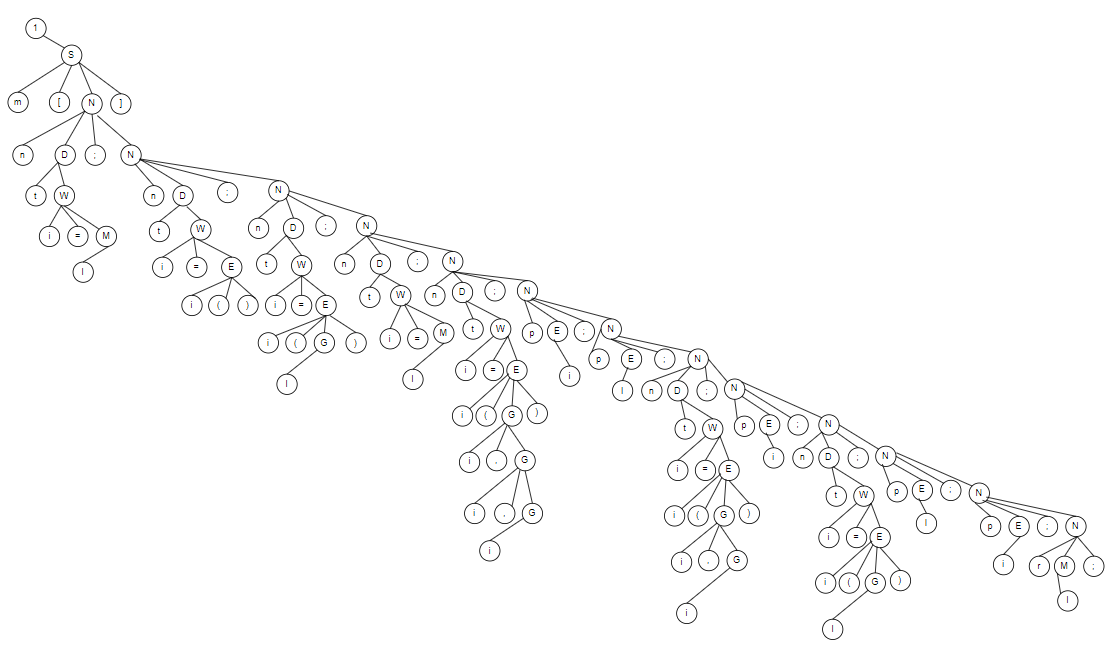 1
S
m [ N ]
n D ; N
t W n D ; N
i = M t W n D ; N
l i = E t W n D ; N
i ( ) i = E t W n D ; N
i ( G ) i = M t W p E ; N
p E ; N
l l i = E i l n D ; N
i ( G ) t W p E ; N
i , G i = E i n D ; N
t W p E ; N
i , G i ( G ) i = E l p E ; N
i i , G i r M ;
i ( G ) l
i l